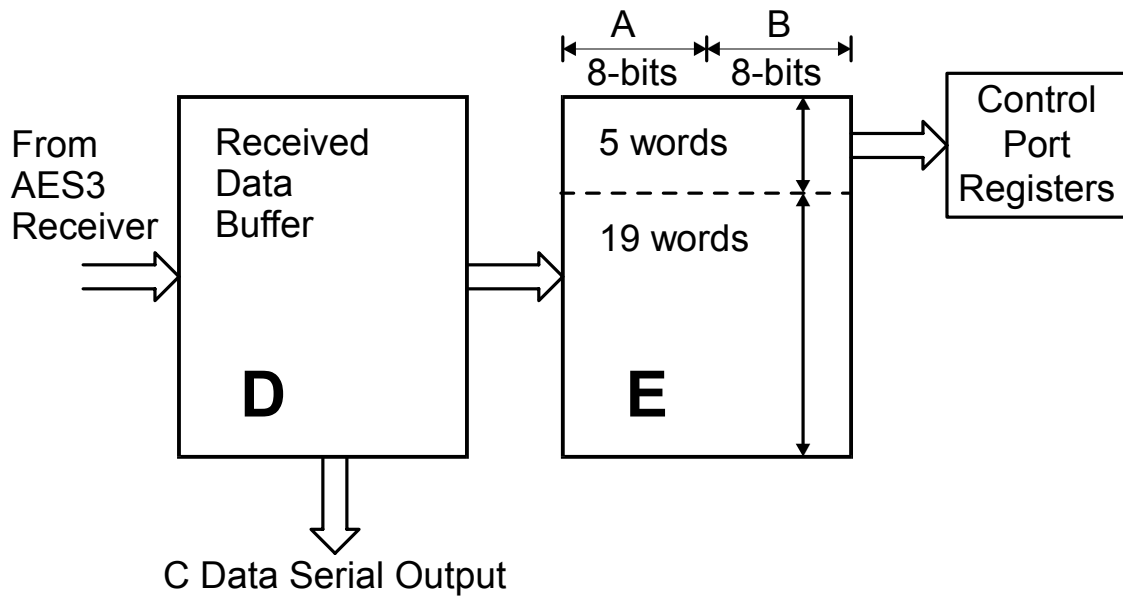 A
B
8-bits
8-bits
From
AES3
Receiver
Received
Data
Buffer
5 words
19 words
Control
Port
Registers
D
E
C Data Serial Output